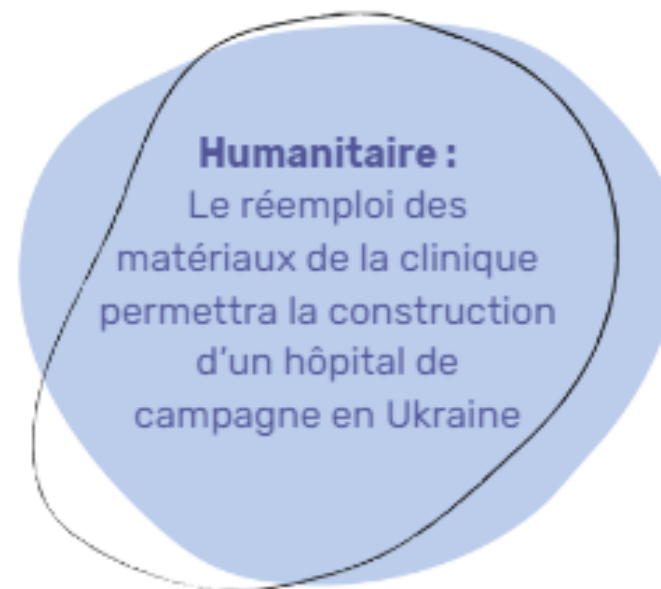 Humanitaire :
Le réemploi des
matériaux de la clinique
permettra la construction
d’un hôpital de
campagne en Ukraine